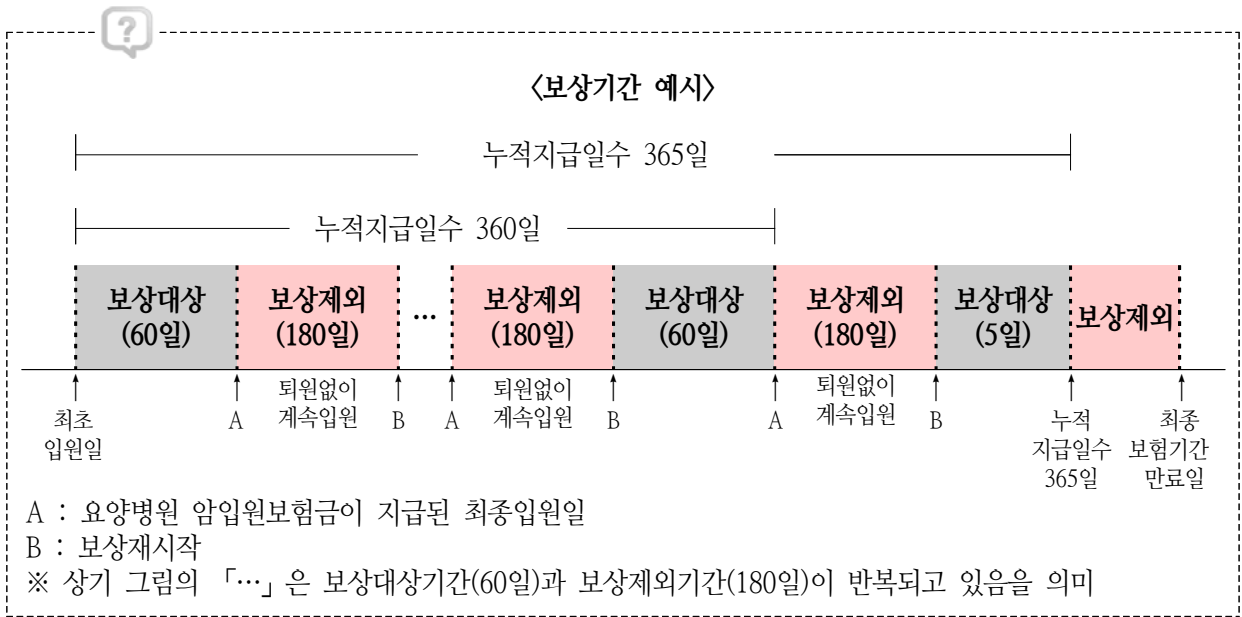 ?
〈보상기간 예시〉
누적지급일수 365일
누적지급일수 360일
보상대상
(60일)
보상제외
(180일)
…
보상제외
(180일)
보상대상
(60일)
보상제외
(180일)
보상대상
(5일)
보상제외
최초
입원일
A
퇴원없이
계속입원
B
A
퇴원없이
계속입원
B
A
퇴원없이
계속입원
B
누적
지급일수
365일
최종
보험기간
만료일
A : 요양병원 암입원보험금이 지급된 최종입원일
B : 보상재시작
※ 상기 그림의 「…」은 보상대상기간(60일)과 보상제외기간(180일)이 반복되고 있음을 의미